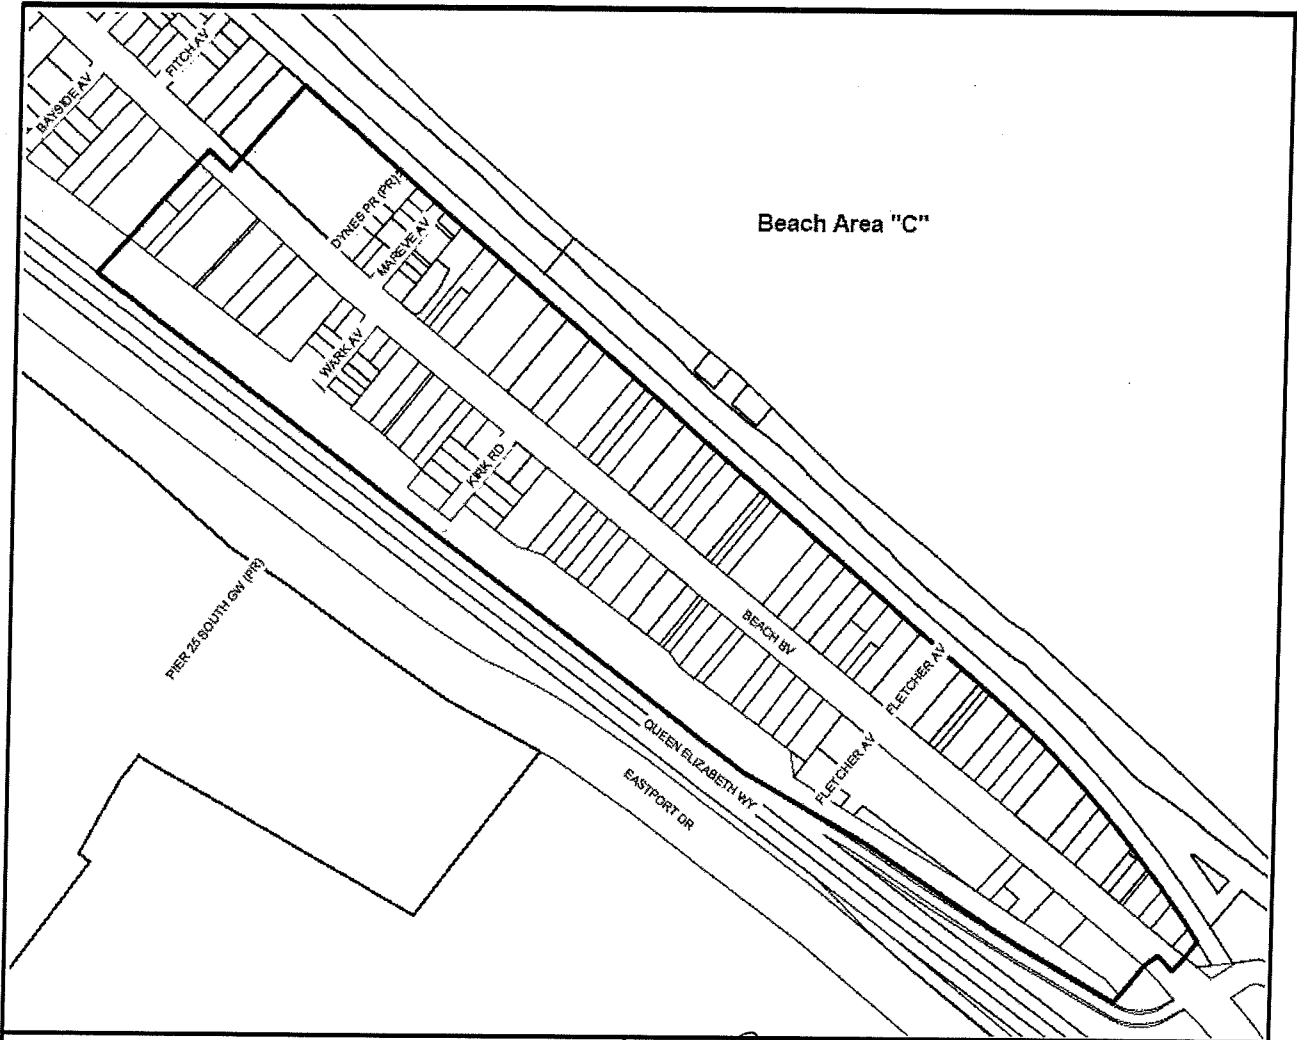 FITCH AV
BAYSIDE AV
DYNES PR (PR)
MAREVE AV
Beach Area "C"
WARK AV
KIRK RD
PIER 25 SOUTH GW (PR)
BEACH BV
FLETCHER AV
QUEEN ELIZABETH WY
FLETCHER AV
EASTPORT DR